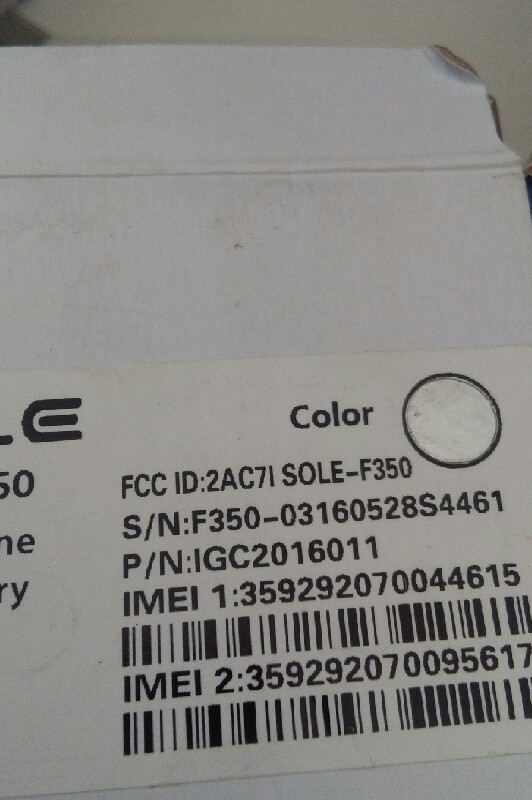 LE
Color
50
FCC ID:2AC7I SOLE-F350
S/N:F350-03160528S4461
ne
P/N:IGC2016011
ry
IMEI 1:359292070044615
IMEI 2:359292070095617